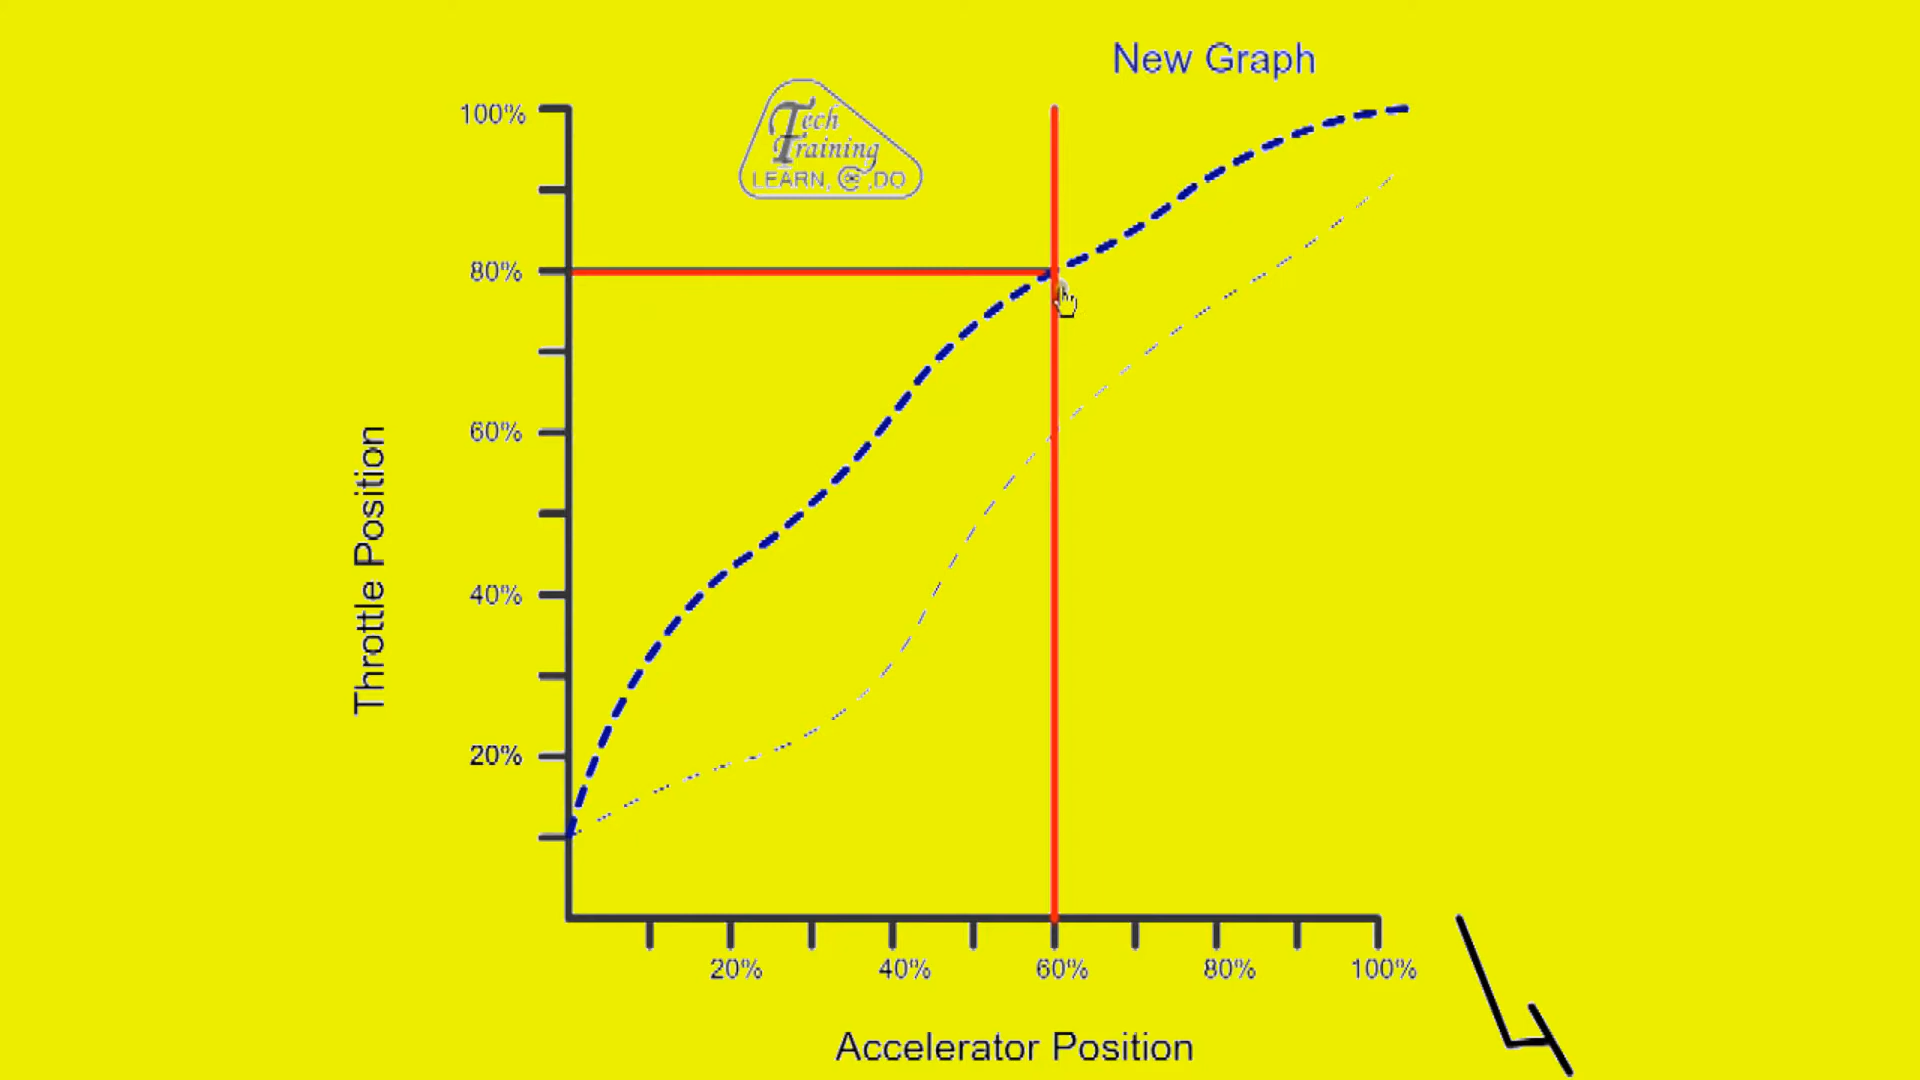 New Graph
Tech
Training
LEARN, @ ,DO
100%
80%
60%
40%
20%
Throttle Position
20% 40% 60% 80% 100%
Accelerator Position